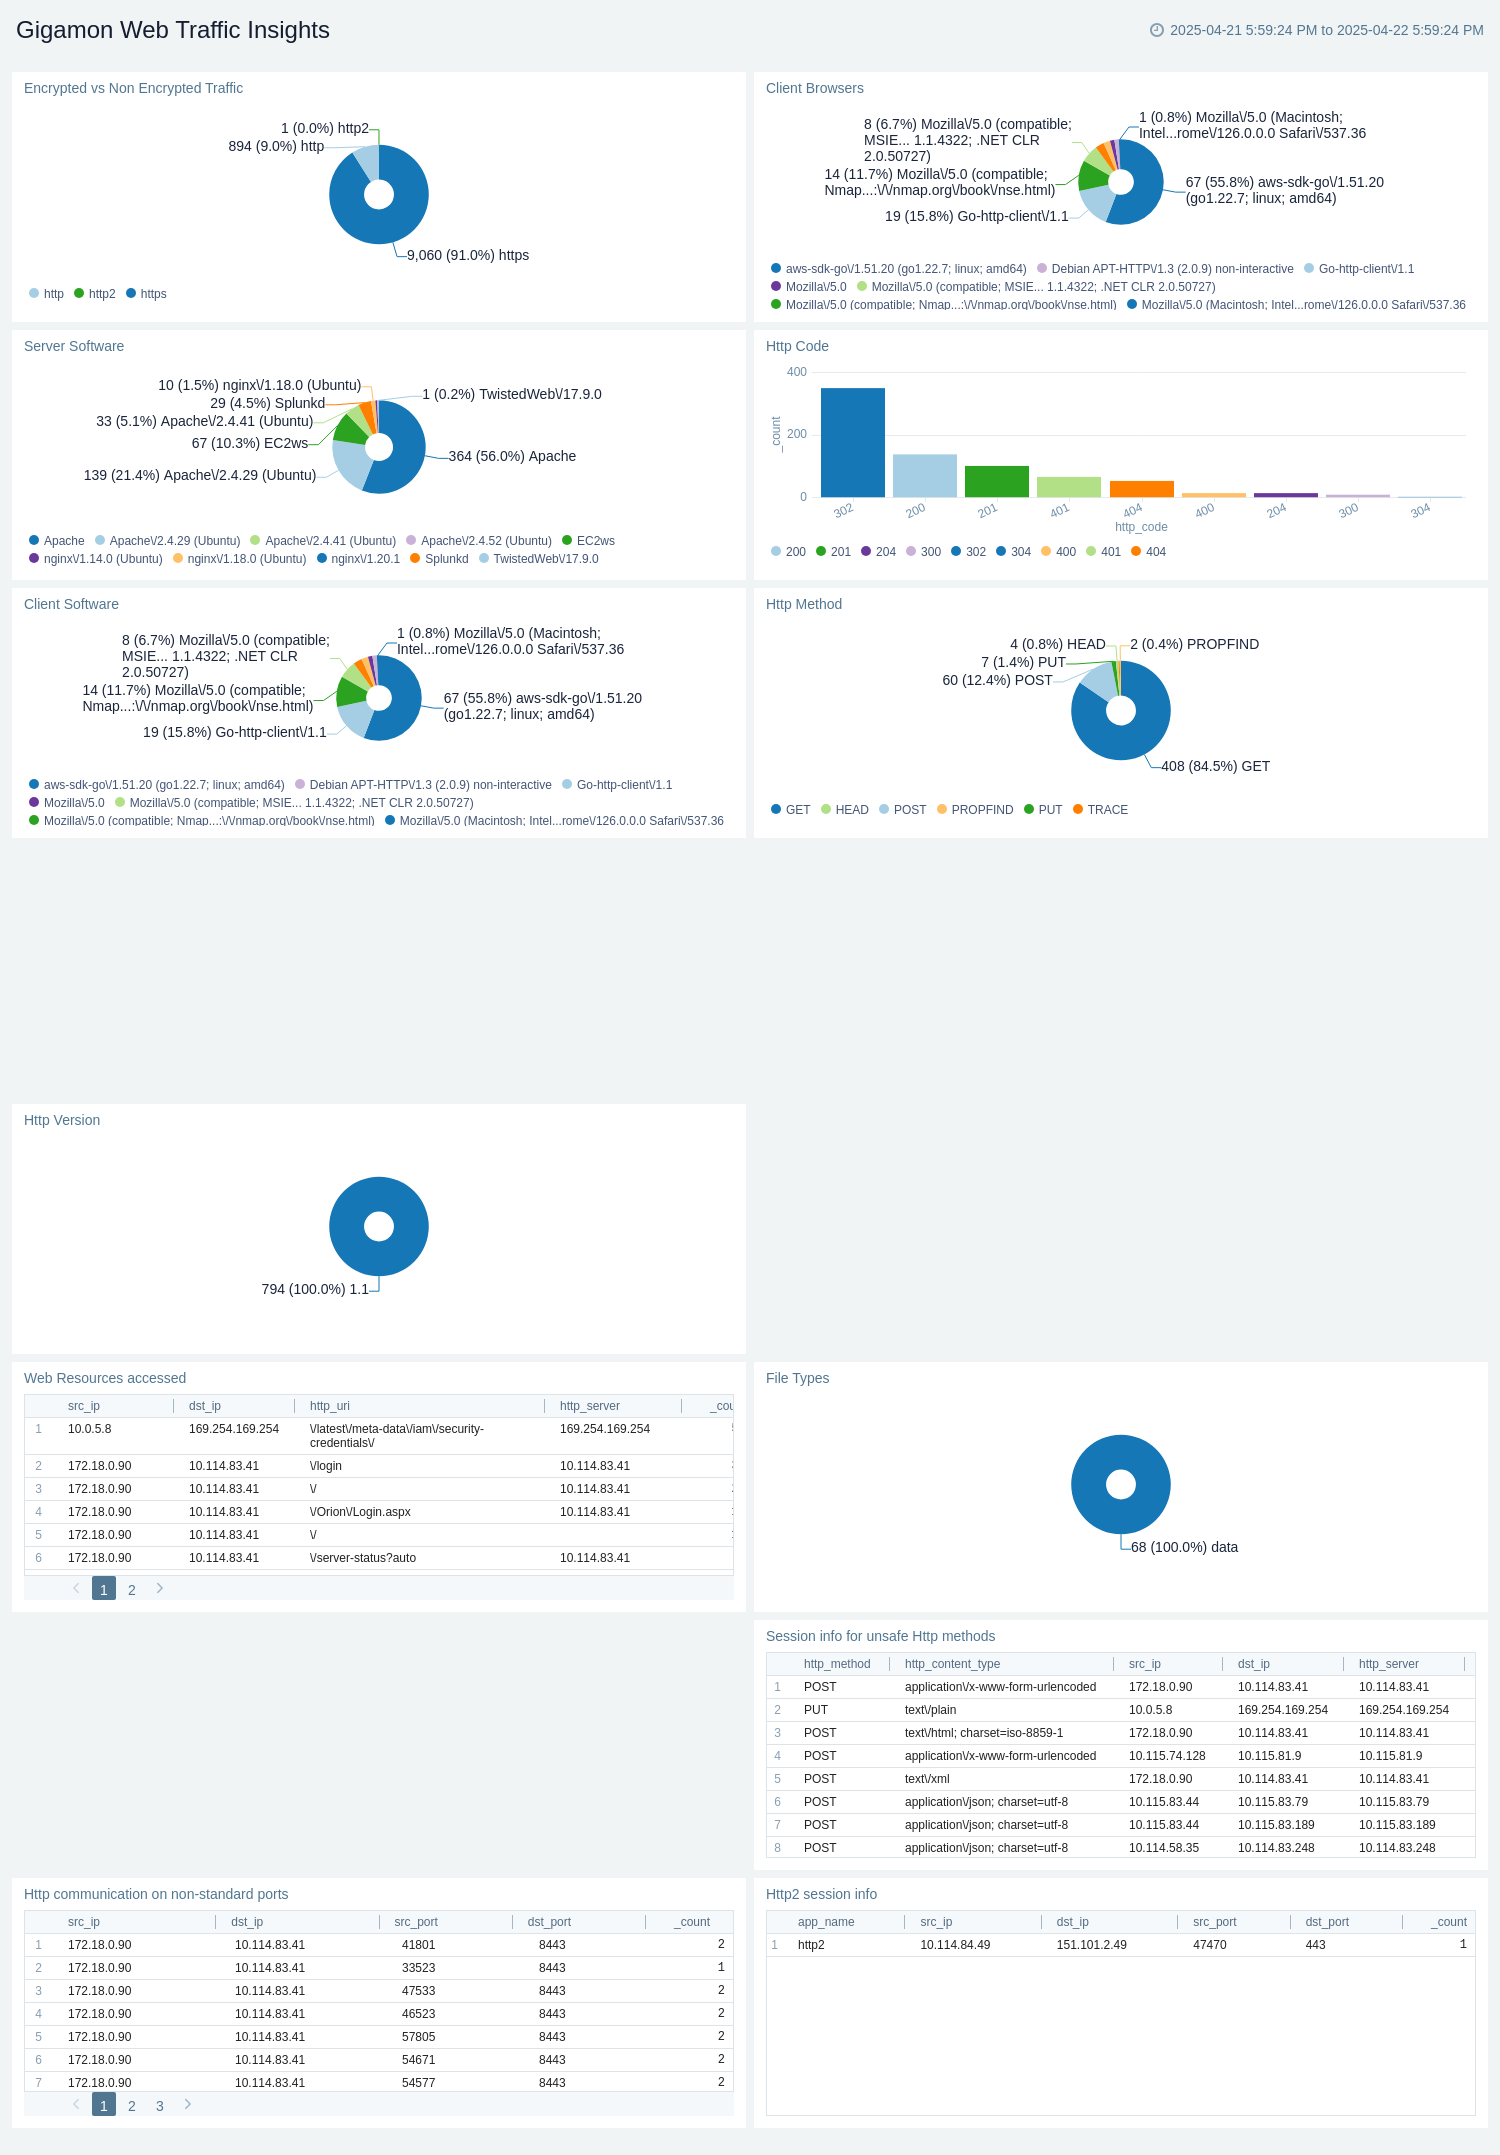 Gigamon Web Traffic Insights
2025-04-21 5:59:24 PM to 2025-04-22 5:59:24 PM
Encrypted vs Non Encrypted Traffic
1 (0.0%) http2
894 (9.0%) http
9,060 (91.0%) https
http http2 https
Client Browsers
8 (6.7%) Mozilla\/5.0 (compatible;
MSIE... 1.1.4322; .NET CLR
2.0.50727)
1 (0.8%) Mozilla\/5.0 (Macintosh;
Intel...rome\/126.0.0.0 Safari\/537.36
14 (11.7%) Mozilla\/5.0 (compatible;
Nmap...:\/\/nmap.org\/book\/nse.html)
67 (55.8%) aws-sdk-go\/1.51.20
(go1.22.7; linux; amd64)
19 (15.8%) Go-http-client\/1.1
aws-sdk-go\/1.51.20 (go1.22.7; linux; amd64) Debian APT-HTTP\/1.3 (2.0.9) non-interactive Go-http-client\/1.1
Mozilla\/5.0 Mozilla\/5.0 (compatible; MSIE... 1.1.4322; .NET CLR 2.0.50727)
Mozilla\/5.0 (compatible; Nmap...:\/\/nmap.org\/book\/nse.html) Mozilla\/5.0 (Macintosh; Intel...rome\/126.0.0.0 Safari\/537.36
Server Software
10 (1.5%) nginx\/1.18.0 (Ubuntu)
1 (0.2%) TwistedWeb\/17.9.0
29 (4.5%) Splunkd
33 (5.1%) Apache\/2.4.41 (Ubuntu)
67 (10.3%) EC2ws
364 (56.0%) Apache
139 (21.4%) Apache\/2.4.29 (Ubuntu)
Apache Apache\/2.4.29 (Ubuntu) Apache\/2.4.41 (Ubuntu) Apache\/2.4.52 (Ubuntu) EC2ws
nginx\/1.14.0 (Ubuntu) nginx\/1.18.0 (Ubuntu) nginx\/1.20.1 Splunkd TwistedWeb\/17.9.0
Http Code
400
200
0
_count
302 200 201 401 404 400 204 300 304
http_code
200 201 204 300 302 304 400 401 404
Client Software
8 (6.7%) Mozilla\/5.0 (compatible;
MSIE... 1.1.4322; .NET CLR
2.0.50727)
1 (0.8%) Mozilla\/5.0 (Macintosh;
Intel...rome\/126.0.0.0 Safari\/537.36
14 (11.7%) Mozilla\/5.0 (compatible;
Nmap...:\/\/nmap.org\/book\/nse.html)
67 (55.8%) aws-sdk-go\/1.51.20
(go1.22.7; linux; amd64)
19 (15.8%) Go-http-client\/1.1
aws-sdk-go\/1.51.20 (go1.22.7; linux; amd64) Debian APT-HTTP\/1.3 (2.0.9) non-interactive Go-http-client\/1.1
Mozilla\/5.0 Mozilla\/5.0 (compatible; MSIE... 1.1.4322; .NET CLR 2.0.50727)
Mozilla\/5.0 (compatible; Nmap...:\/\/nmap.org\/book\/nse.html) Mozilla\/5.0 (Macintosh; Intel...rome\/126.0.0.0 Safari\/537.36
Http Method
4 (0.8%) HEAD
2 (0.4%) PROPFIND
7 (1.4%) PUT
60 (12.4%) POST
408 (84.5%) GET
GET HEAD POST PROPFIND PUT TRACE
Http Version
794 (100.0%) 1.1
Web Resources accessed
src_ip dst_ip http_uri http_server _cou
1 10.0.5.8 169.254.169.254 \/latest\/meta-data\/iam\/security- 169.254.169.254
credentials\/
2 172.18.0.90 10.114.83.41 \/login 10.114.83.41
3 172.18.0.90 10.114.83.41 \/ 10.114.83.41
4 172.18.0.90 10.114.83.41 \/Orion\/Login.aspx 10.114.83.41
5 172.18.0.90 10.114.83.41 \/
6 172.18.0.90 10.114.83.41 \/server-status?auto 10.114.83.41
1 2
File Types
68 (100.0%) data
Session info for unsafe Http methods
http_method http_content_type src_ip dst_ip http_server
1 POST application\/x-www-form-urlencoded 172.18.0.90 10.114.83.41 10.114.83.41
2 PUT text\/plain 10.0.5.8 169.254.169.254 169.254.169.254
3 POST text\/html; charset=iso-8859-1 172.18.0.90 10.114.83.41 10.114.83.41
4 POST application\/x-www-form-urlencoded 10.115.74.128 10.115.81.9 10.115.81.9
5 POST text\/xml 172.18.0.90 10.114.83.41 10.114.83.41
6 POST application\/json; charset=utf-8 10.115.83.44 10.115.83.79 10.115.83.79
7 POST application\/json; charset=utf-8 10.115.83.44 10.115.83.189 10.115.83.189
8 POST application\/json; charset=utf-8 10.114.58.35 10.114.83.248 10.114.83.248
Http communication on non-standard ports
src_ip dst_ip src_port dst_port _count
1 172.18.0.90 10.114.83.41 41801 8443 2
2 172.18.0.90 10.114.83.41 33523 8443 1
3 172.18.0.90 10.114.83.41 47533 8443 2
4 172.18.0.90 10.114.83.41 46523 8443 2
5 172.18.0.90 10.114.83.41 57805 8443 2
6 172.18.0.90 10.114.83.41 54671 8443 2
7 172.18.0.90 10.114.83.41 54577 8443 2
1 2 3
Http2 session info
app_name src_ip dst_ip src_port dst_port _count
1 http2 10.114.84.49 151.101.2.49 47470 443 1